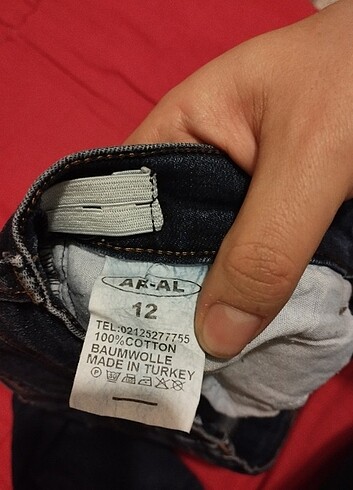 AR-AL
12
TEL:02125277755
100%COTTON
BAUMWOLLE
MADE IN TURKEY
P